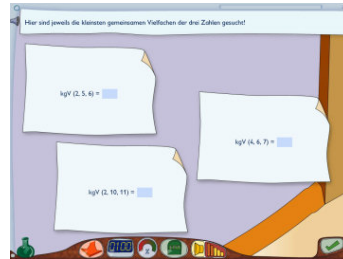 Hier sind jeweils die kleinsten gemeinsamen Vielfachen der drei Zahlen gesucht!
kgV (2, 5, 6) =
kgV (4, 6, 7) =
kgV (2, 10, 11) =
0100